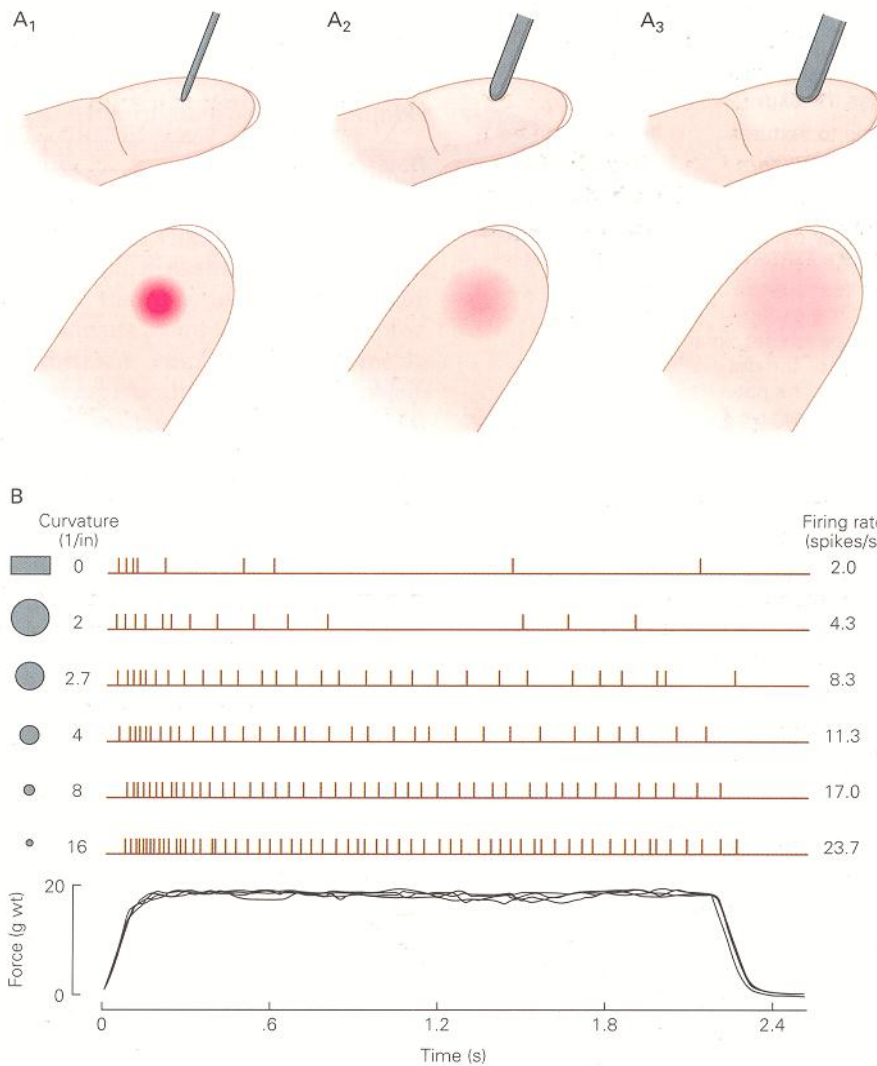 A1
A2
A3
B
Curvature
(1/in)
Firing rate
(spikes/s
0
2.0
2
4.3
2.7
8.3
4
11.3
8
17.0
16
23.7
20
0
Force (g wt)
0
.6
1.2
1.8
2.4
Time (s)